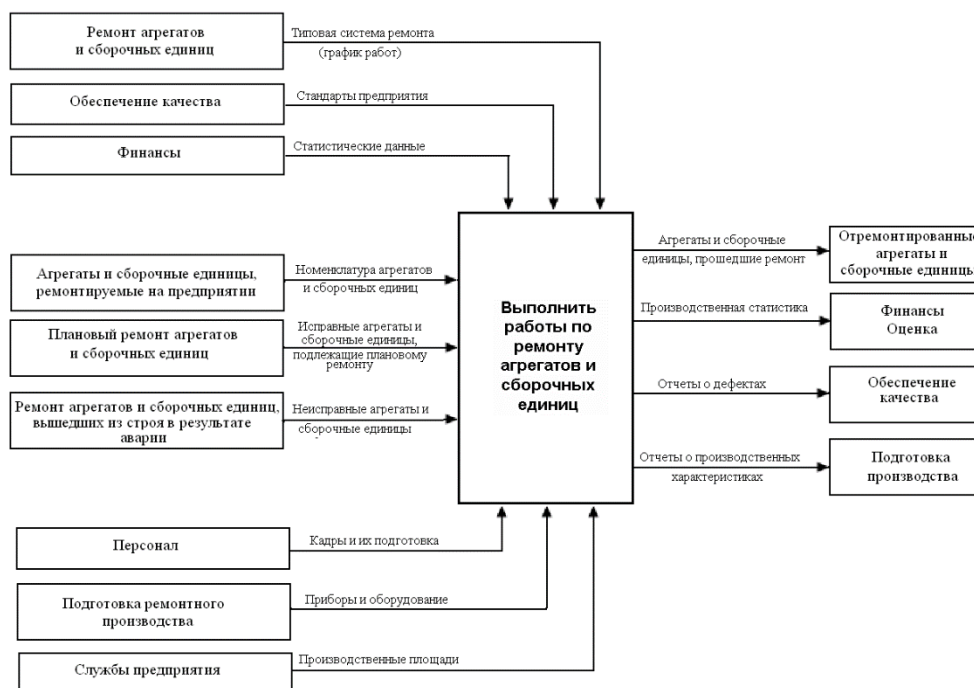 Ремонт агрегатов
и сборочных единиц
Типовая система ремонта
(график работ)
Обеспечение качества
Стандарты предприятия
Финансы
Статистические данные
Агрегаты и сборочные единицы,
ремонтируемые на предприятии
Номенклатура агрегатов
и сборочных единиц
Плановый ремонт агрегатов
и сборочных единиц
Исправные агрегаты и
сборочные единицы,
подлежащие плановому
ремонту
Ремонт агрегатов и сборочных единиц,
вышедших из строя в результате
аварии
Неисправные агрегаты и
сборочные единицы
Выполнить
работы по
ремонту
агрегатов и
сборочных
единиц
Агрегаты и сборочные
единицы, прошедшие ремонт
Отремонтированные
агрегаты и
сборочные единицы
Производственная статистика
Финансы
Оценка
Отчеты о дефектах
Обеспечение
качества
Отчеты о производственных
характеристиках
Подготовка
производства
Персонал
Кадры и их подготовка
Подготовка ремонтного
производства
Приборы и оборудование
Службы предприятия
Производственные площади